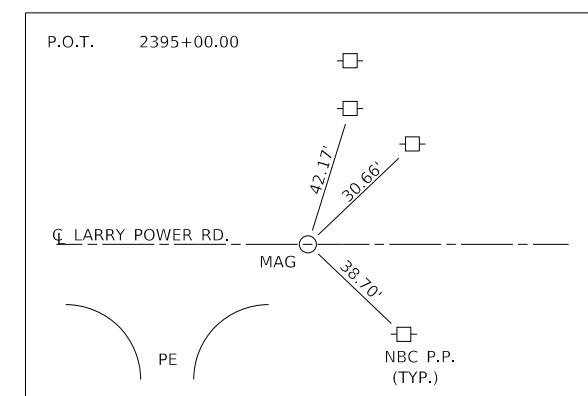 P.O.T. 2395+00.00
42.17'
30.66'
℄ LARRY POWER RD.
MAG
38.70'
PE
NBC P.P.
(TYP.)